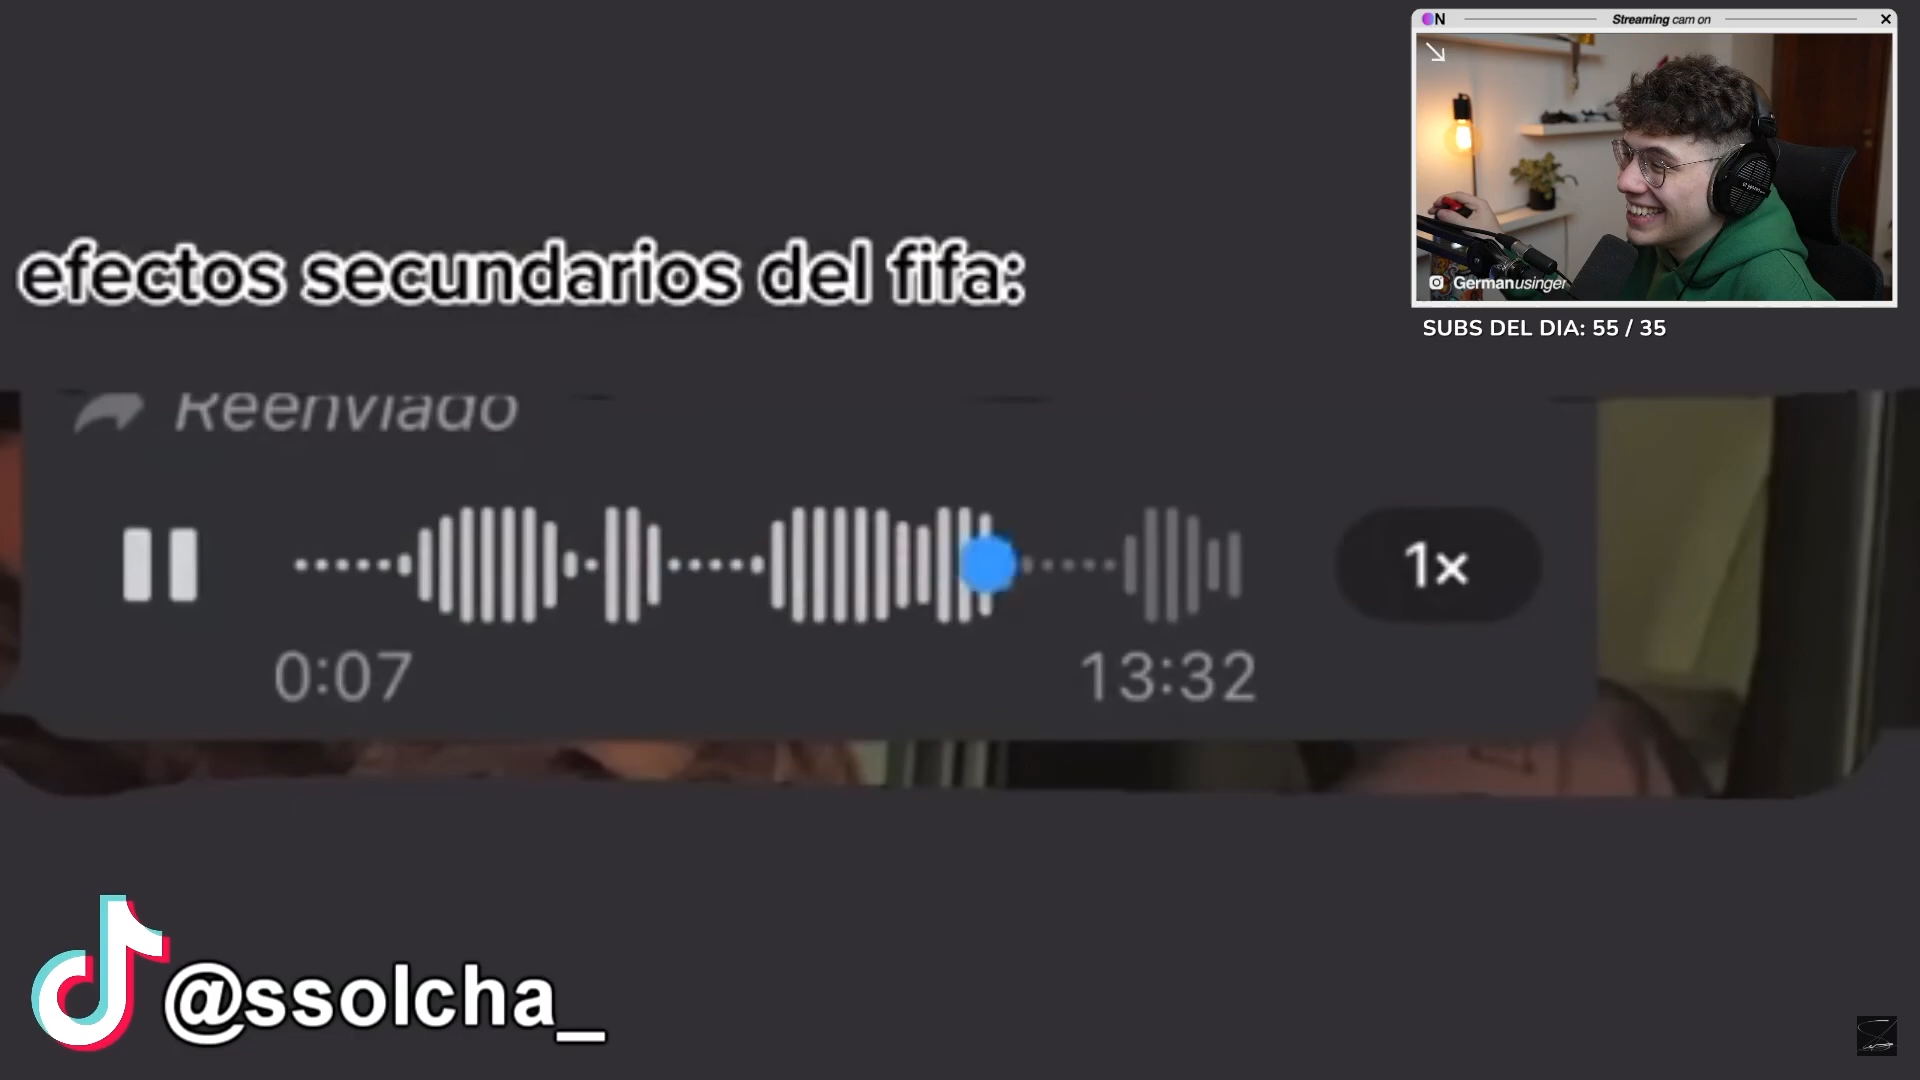 ON
Streaming cam on
Germanusinger
SUBS DEL DIA: 55 / 35
efectos secundarios del fifa:
Reenviado
1x
0:07
13:32
@ssolcha_